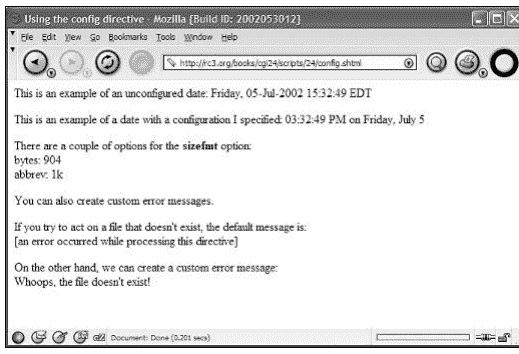 Using the config directive - Mozilla {Build ID: 2002053012}
File Edit View Go Bookmarks Tools Window Help
http://rc3.org/books/cgi24/scripts/24/config.shtml
This is an example of an unconfigured date: Friday, 05-Jul-2002 15:32:49 EDT
This is an example of a date with a configuration I specified: 03:32:49 PM on Friday, July 5
There are a couple of options for the sizefmt option:
bytes: 904
abbrev: 1k
You can also create custom error messages.
If you try to act on a file that doesn't exist, the default message is:
[an error occurred while processing this directive]
On the other hand, we can create a custom error message:
Whoops, the file doesn't exist!
Document: Done (0.201 secs)